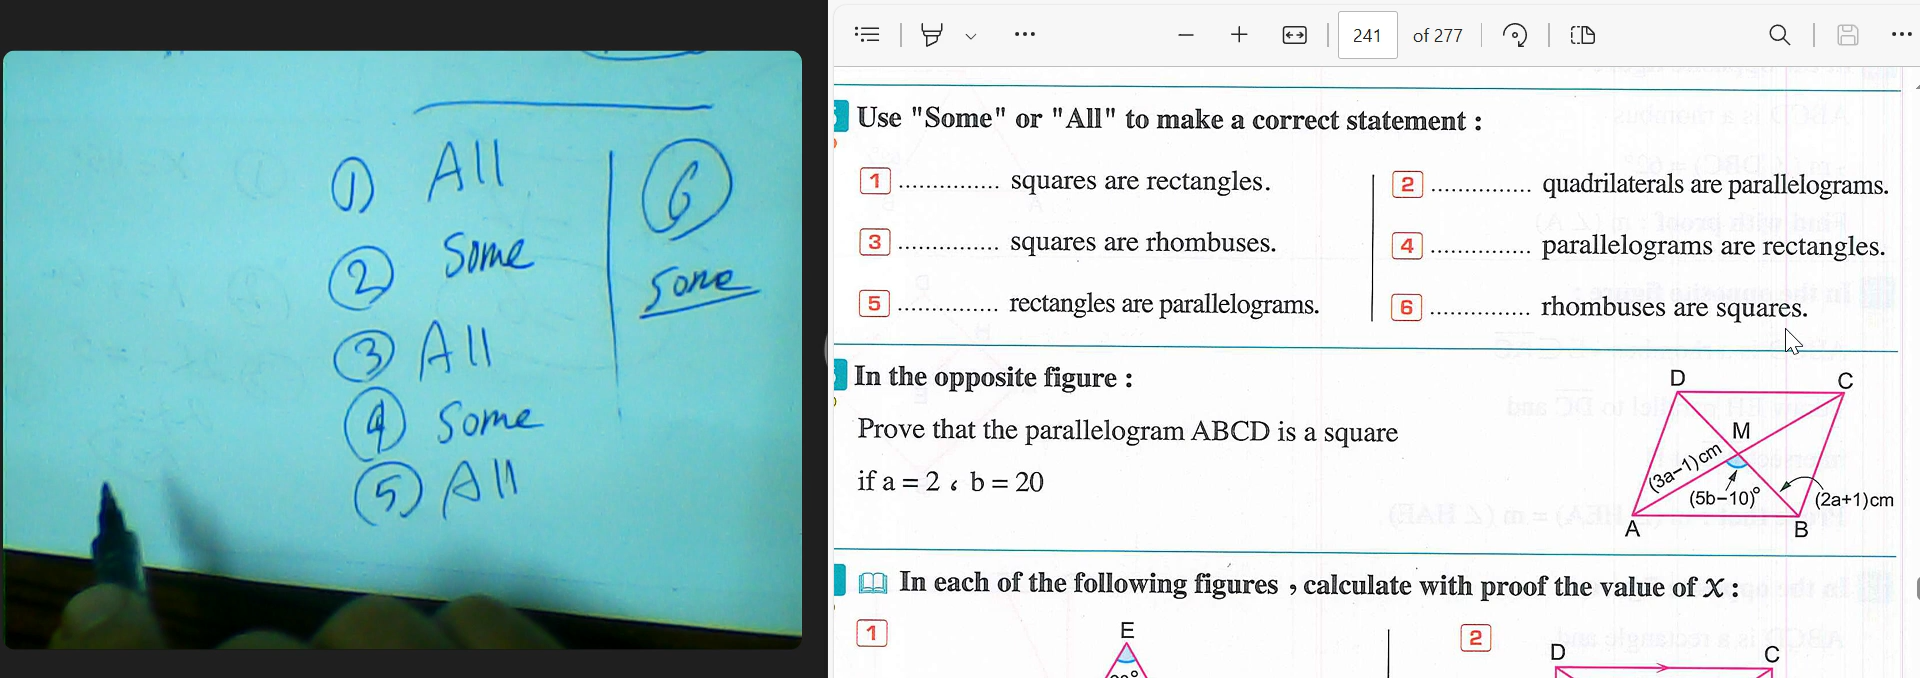 ① All
② Some
③ All
④ Some
⑤ All
⑥
Some
241 of 277
Use "Some" or "All" to make a correct statement :
1 ............... squares are rectangles.
2 ............... quadrilaterals are parallelograms.
3 ............... squares are rhombuses.
4 ............... parallelograms are rectangles.
5 ............... rectangles are parallelograms.
6 ............... rhombuses are squares.
In the opposite figure :
Prove that the parallelogram ABCD is a square
if a = 2 ، b = 20
D
C
M
(3a–1)cm
(5b–10)°
(2a+1)cm
A
B
In each of the following figures , calculate with proof the value of X :
1
E
2
D
C